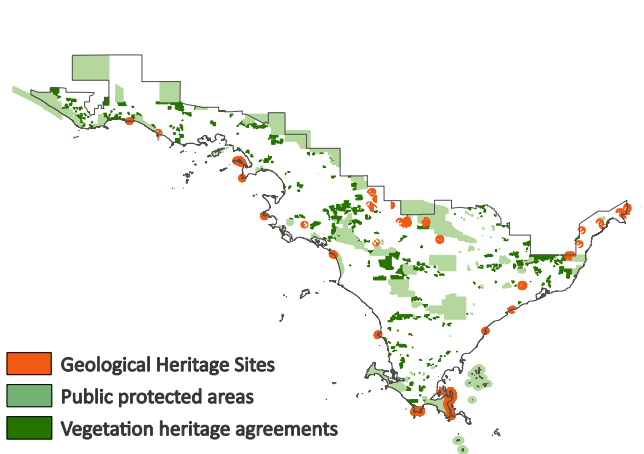 Geological Heritage Sites
Public protected areas
Vegetation heritage agreements